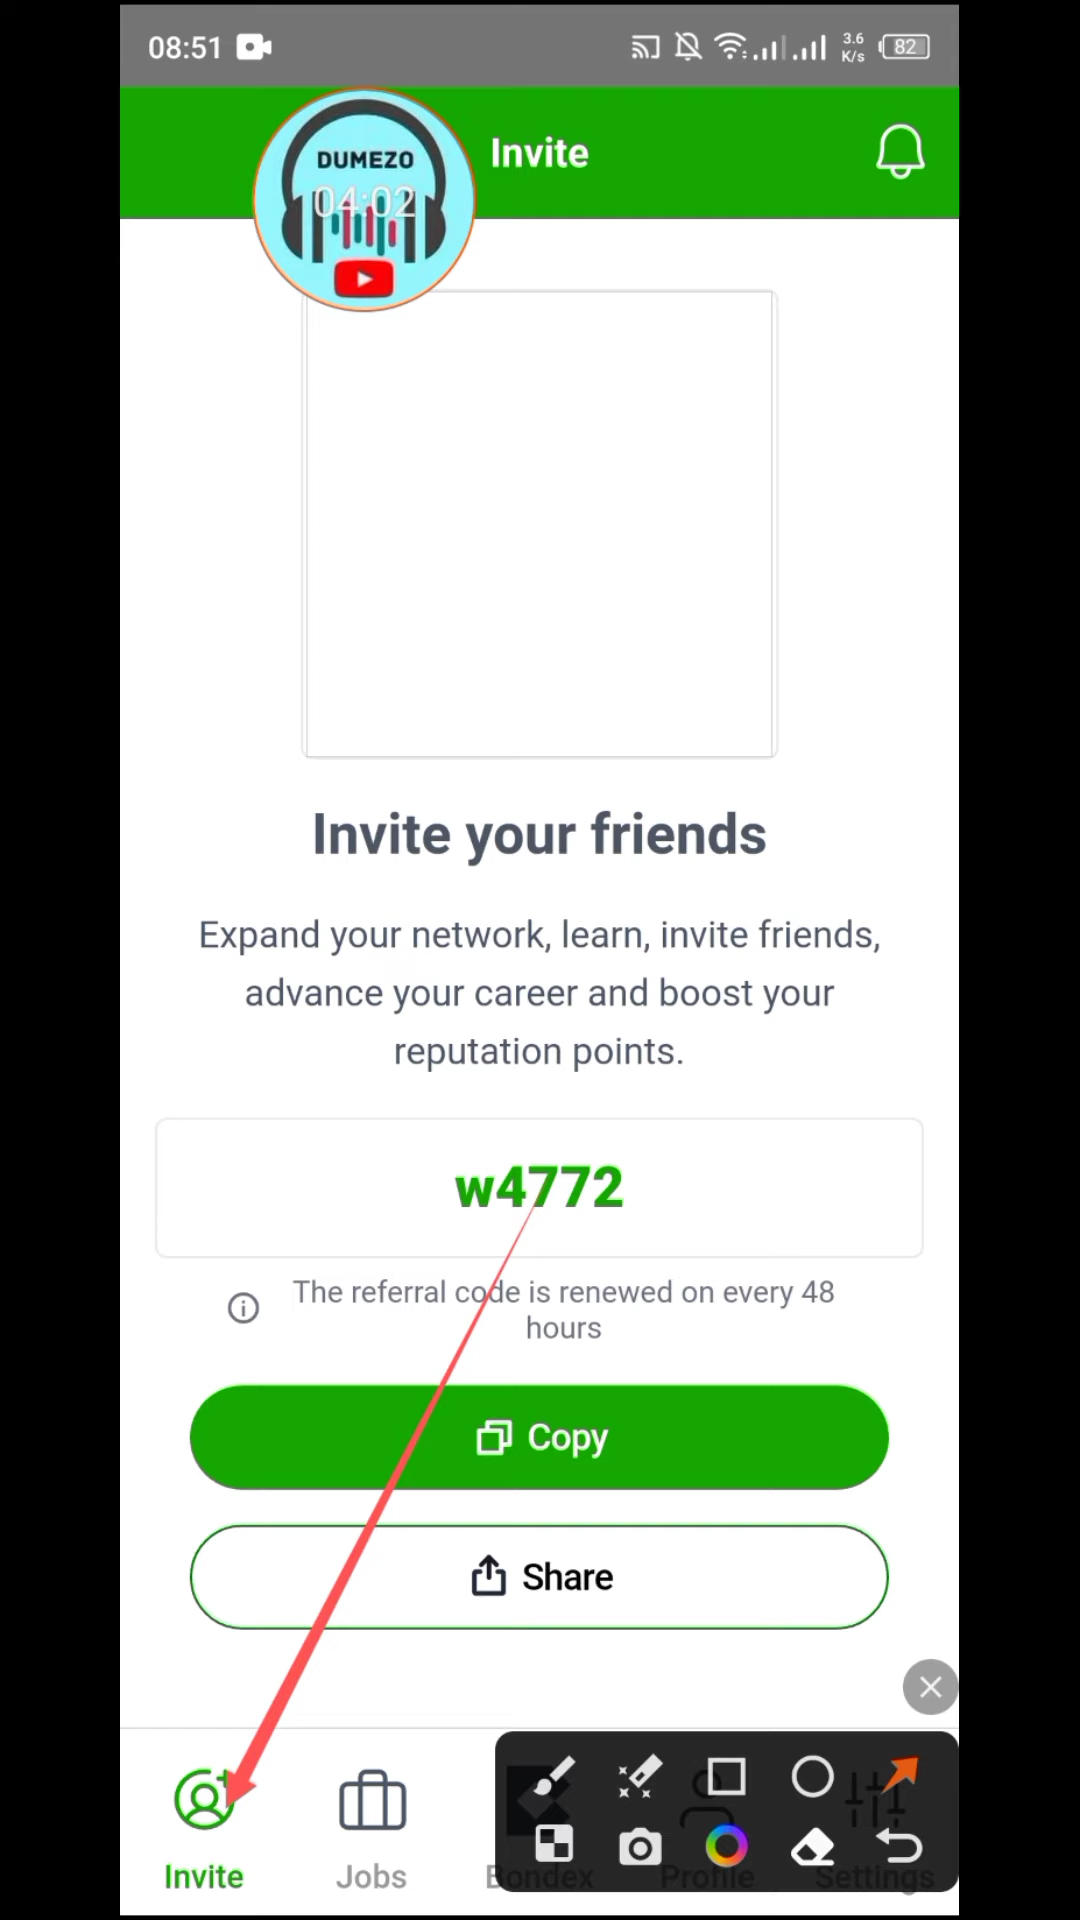 08:51
3.6
K/s
82
DUMEZO
04:02
Invite
Invite your friends
Expand your network, learn, invite friends,
advance your career and boost your
reputation points.
w4772
The referral code is renewed on every 48
hours
Copy
Share
Invite
Jobs
Bondex
Profile
Settings